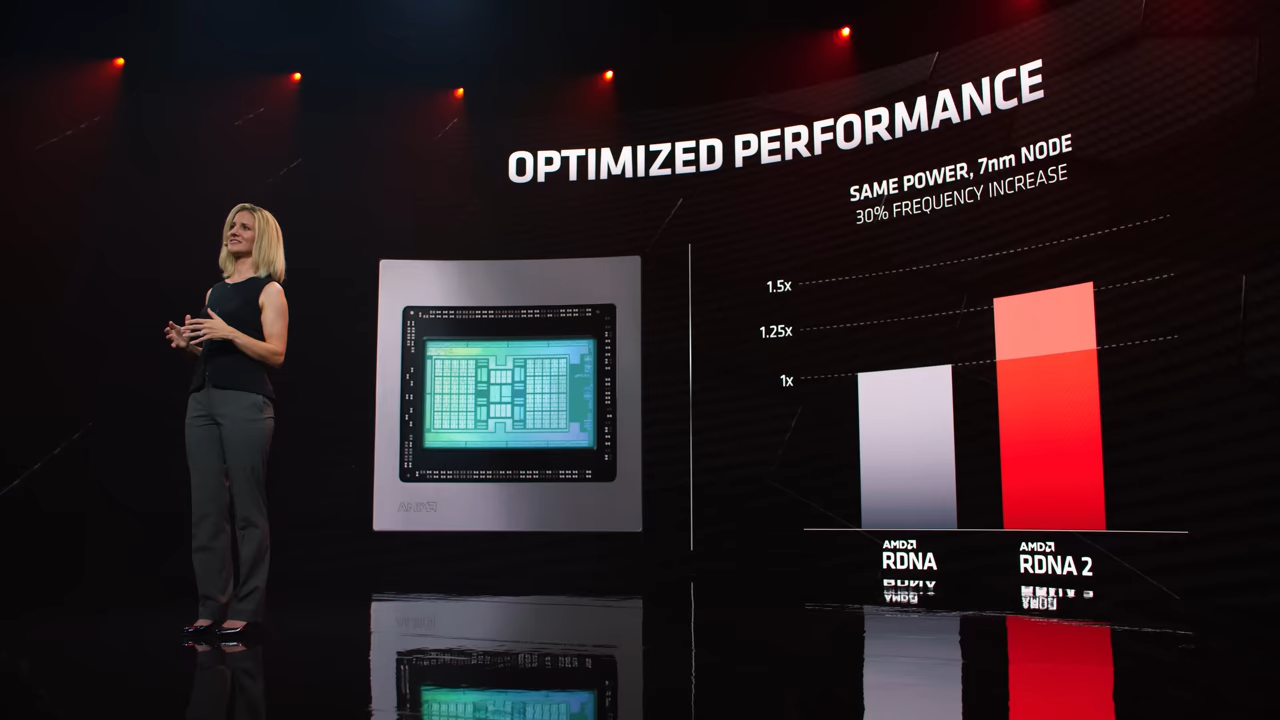 OPTIMIZED PERFORMANCE
SAME POWER, 7nm NODE
30% FREQUENCY INCREASE
1.5x
1.25x
1x
AMD
RDNA
AMD
RDNA 2
AMD